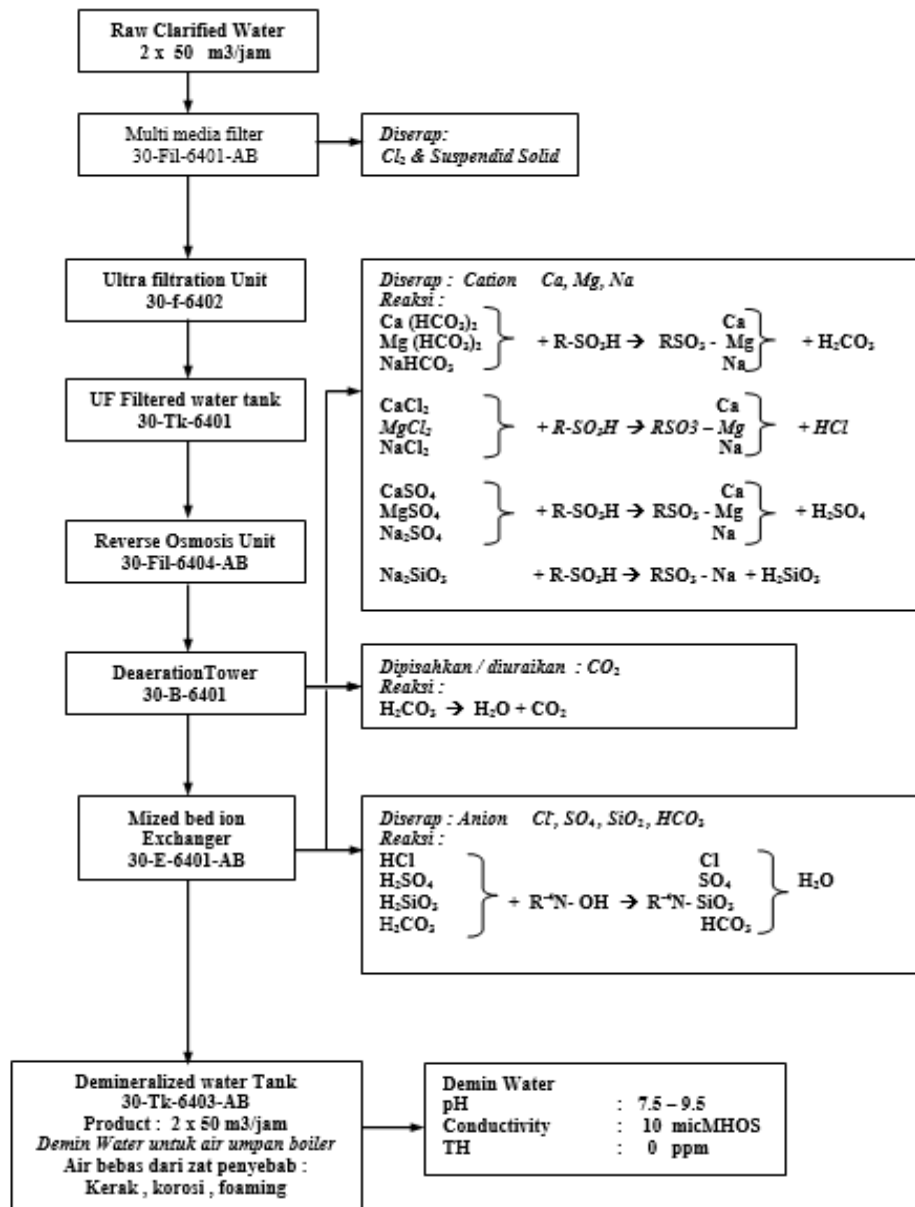 Raw Clarified Water
2 x 50 m3/jam
Multi media filter
30-Fil-6401-AB
Diserap:
Cl₂ & Suspendid Solid
Ultra filtration Unit
30-f-6402
UF Filtered water tank
30-Tk-6401
Reverse Osmosis Unit
30-Fil-6404-AB
DeaerationTower
30-B-6401
Mized bed ion
Exchanger
30-E-6401-AB
Diserap : Cation Ca, Mg, Na
Reaksi :
Ca (HCO₃)₂ Ca
Mg (HCO₃)₂ + R-SO₃H → RSO₃ - Mg + H₂CO₃
NaHCO₃ Na
CaCl₂ Ca
MgCl₂ + R-SO₃H → RSO3 – Mg + HCl
NaCl₂ Na
CaSO₄ Ca
MgSO₄ + R-SO₃H → RSO₃ - Mg + H₂SO₄
Na₂SO₄ Na
Na₂SiO₃ + R-SO₃H → RSO₃ - Na + H₂SiO₃
Dipisahkan / diuraikan : CO₂
Reaksi :
H₂CO₃ → H₂O + CO₂
Diserap : Anion Cl, SO₄, SiO₂, HCO₃
Reaksi :
HCl Cl
H₂SO₄ SO₄ H₂O
H₂SiO₃ + R⁻⁴N- OH → R⁻⁴N- SiO₃
H₂CO₃ HCO₃
Demineralized water Tank
30-Tk-6403-AB
Product : 2 x 50 m3/jam
Demin Water untuk air umpan boiler
Air bebas dari zat penyebab :
Kerak , korosi , foaming
Demin Water
pH : 7.5 – 9.5
Conductivity : 10 micMHOS
TH : 0 ppm